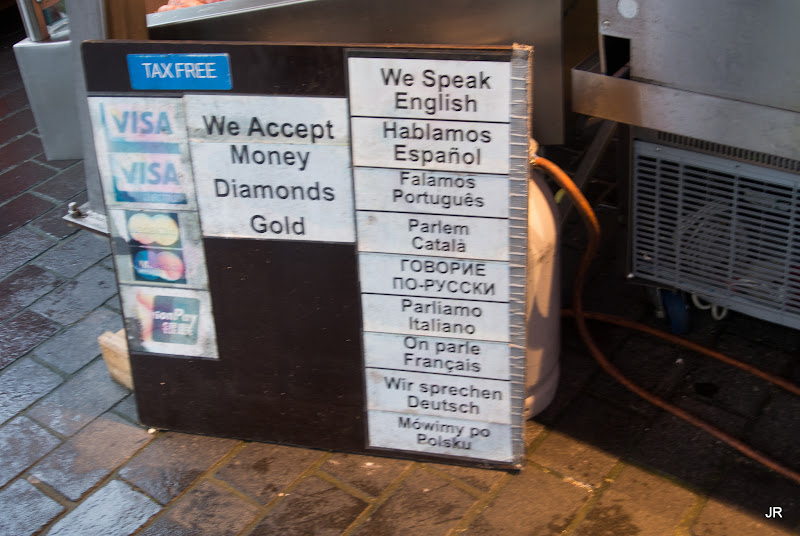 TAX FREE
VISA
VISA
We Accept
Money
Diamonds
Gold
We Speak
English
Hablamos
Español
Falamos
Português
Parlem
Català
ГОВОРИЕ
ПО-РУССКИ
Parliamo
Italiano
On parle
Français
Wir sprechen
Deutsch
Mówimy po
Polsku
JR